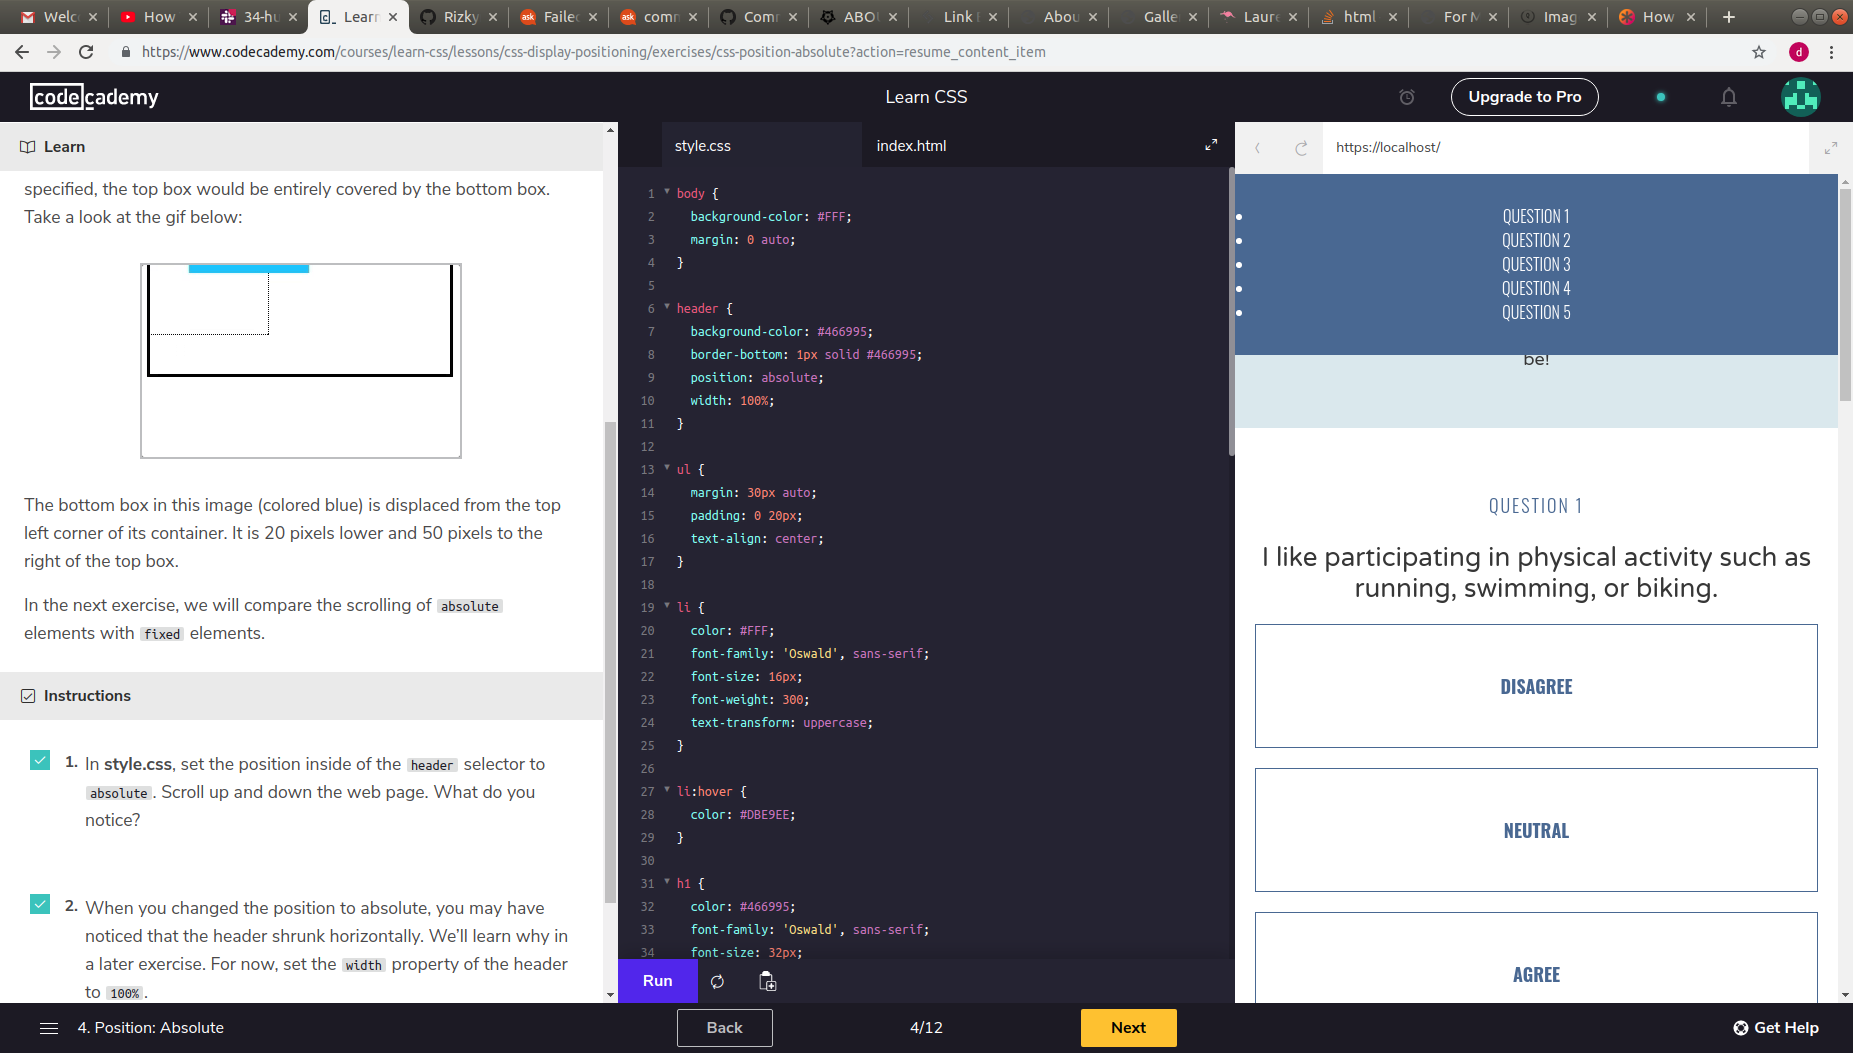 Welc
How
34-hu
Learn
Rizky
Failed
comm
Comm
ABOU
Link
Abou
Galle
Laure
html
For M
Imag
How
https://www.codecademy.com/courses/learn-css/lessons/css-display-positioning/exercises/css-position-absolute?action=resume_content_item
d
codecademy
Learn CSS
Upgrade to Pro
Learn
specified, the top box would be entirely covered by the bottom box.
Take a look at the gif below:
The bottom box in this image (colored blue) is displaced from the top
left corner of its container. It is 20 pixels lower and 50 pixels to the
right of the top box.
In the next exercise, we will compare the scrolling of absolute
elements with fixed elements.
Instructions
1. In style.css, set the position inside of the header selector to
absolute. Scroll up and down the web page. What do you
notice?
2. When you changed the position to absolute, you may have
noticed that the header shrunk horizontally. We'll learn why in
a later exercise. For now, set the width property of the header
to 100%.
style.css
index.html
1 body {
2 background-color: #FFF;
3 margin: 0 auto;
4 }
5
6 header {
7 background-color: #466995;
8 border-bottom: 1px solid #466995;
9 position: absolute;
10 width: 100%;
11 }
12
13 ul {
14 margin: 30px auto;
15 padding: 0 20px;
16 text-align: center;
17 }
18
19 li {
20 color: #FFF;
21 font-family: 'Oswald', sans-serif;
22 font-size: 16px;
23 font-weight: 300;
24 text-transform: uppercase;
25 }
26
27 li:hover {
28 color: #DBE9EE;
29 }
30
31 h1 {
32 color: #466995;
33 font-family: 'Oswald', sans-serif;
34 font-size: 32px;
Run
https://localhost/
QUESTION 1
QUESTION 2
QUESTION 3
QUESTION 4
QUESTION 5
be!
QUESTION 1
I like participating in physical activity such as
running, swimming, or biking.
DISAGREE
NEUTRAL
AGREE
4. Position: Absolute
Back
4/12
Next
Get Help